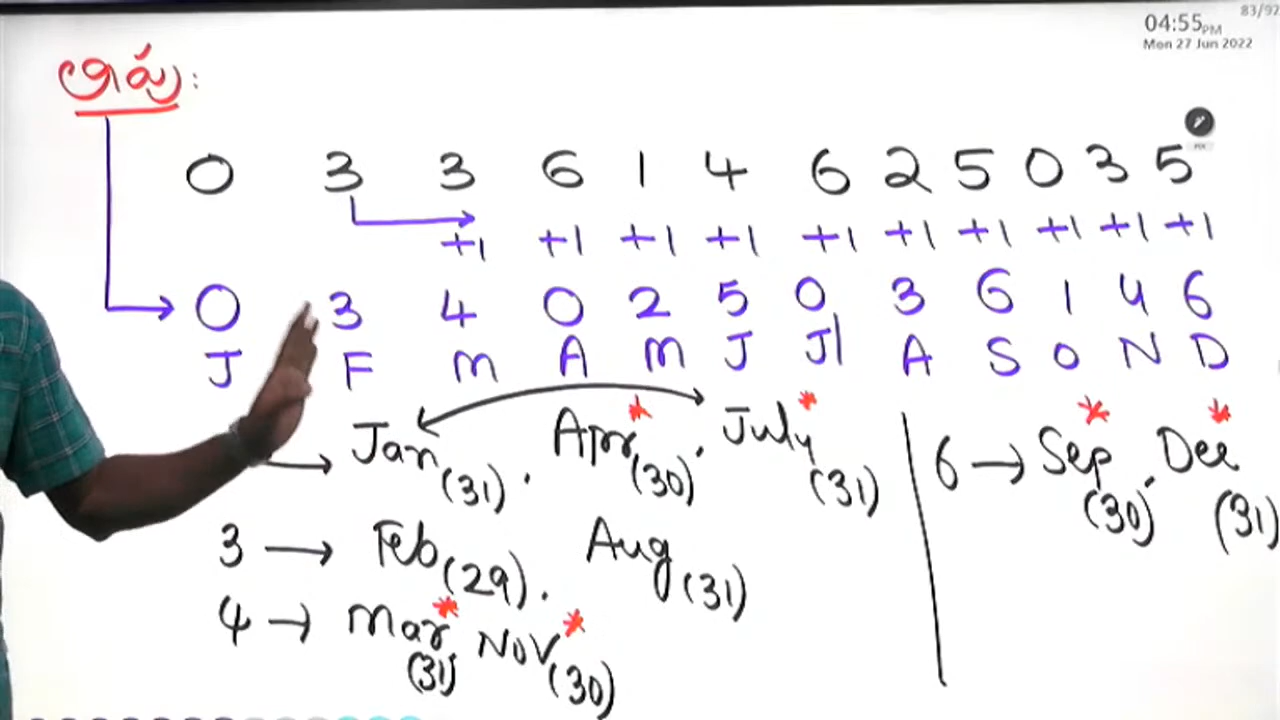 83/92
04:55PM
Mon 27 Jun 2022
0 3 3 6 1 4 6 2 5 0 3 5
+1 +1 +1 +1 +1 +1 +1 +1 +1 +1
0 3 4 0 2 5 0 3 6 1 4 6
J F M A M J Jl A S O N D
→ Jan (31), Apr* (30), July* (31)
3 → Feb (29), Aug (31)
4 → Mar* (31) Nov* (30)
6 → Sep* (30), Dec* (31)